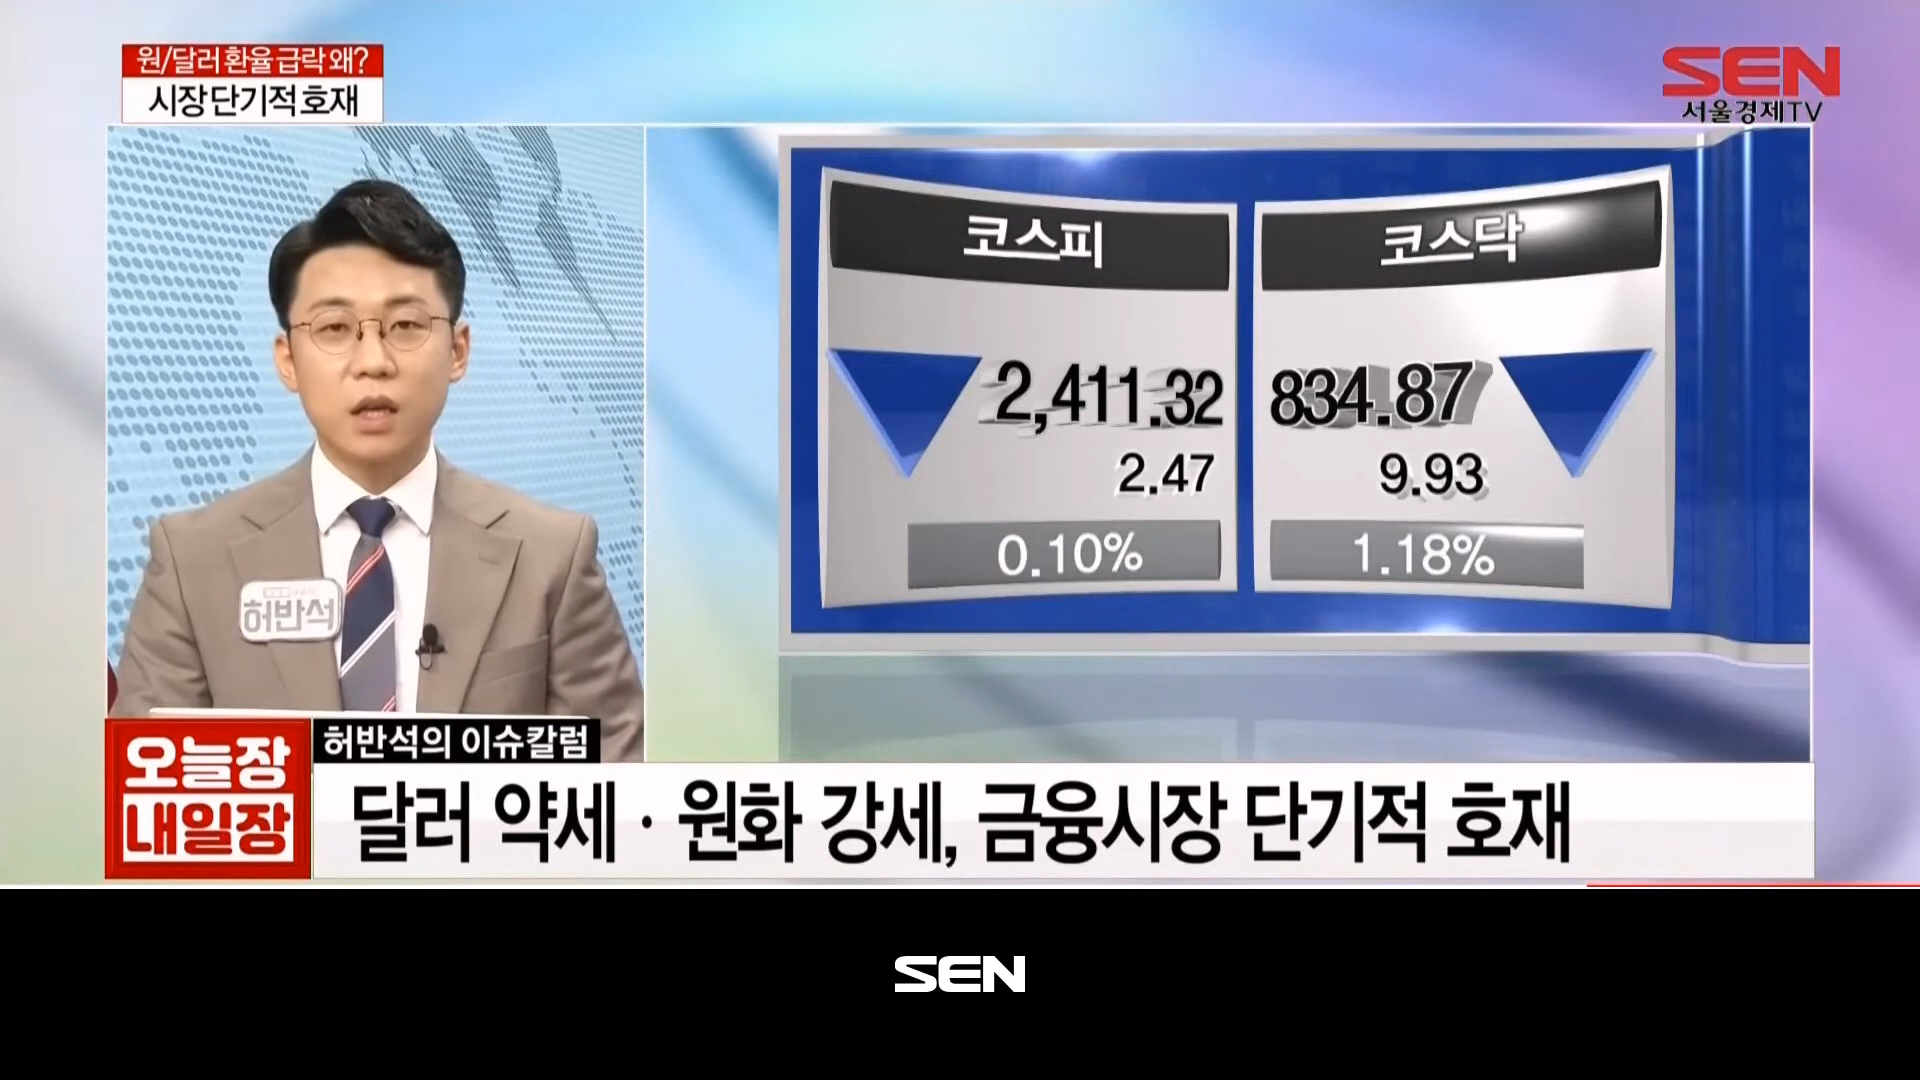 원/달러 환율 급락 왜?
시장 단기적 호재
SEN
서울경제TV
코스피
2,411.32
2.47
0.10%
코스닥
834.87
9.93
1.18%
허반석
오늘장
내일장
허반석의 이슈칼럼
달러 약세·원화 강세, 금융시장 단기적 호재
SEN